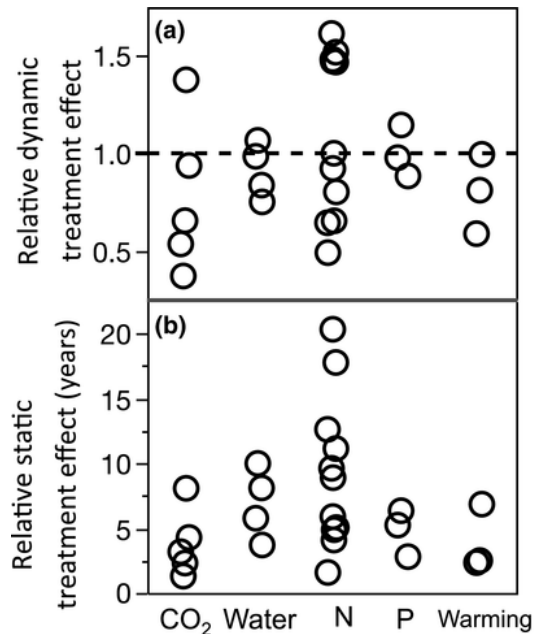 (a)
Relative dynamic
treatment effect
1.5
1.0
0.5
(b)
Relative static
treatment effect (years)
20
15
10
5
0
CO₂ Water N P Warming